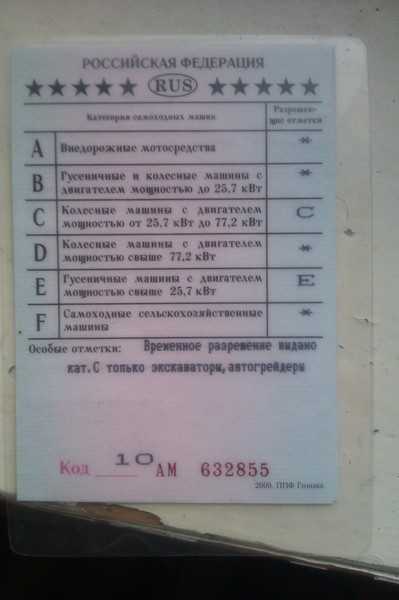 РОССИЙСКАЯ ФЕДЕРАЦИЯ
★★★★★ RUS ★★★★★
Категория самоходных машин
Разрешаю-
щие отметки
A Внедорожные мотосредства *
B Гусеничные и колесные машины с
двигателем мощностью до 25,7 кВт *
C Колесные машины с двигателем
мощностью от 25,7 кВт до 77,2 кВт C
D Колесные машины с двигателем
мощностью свыше 77,2 кВт *
E Гусеничные машины с двигателем
мощностью свыше 25,7 кВт E
F Самоходные сельскохозяйственные
машины *
Особые отметки: Временное разрешение выдано
кат.С только экскаваторы,автогрейдеры
Код 10 АМ 632855
2000. ППФ Гознака.